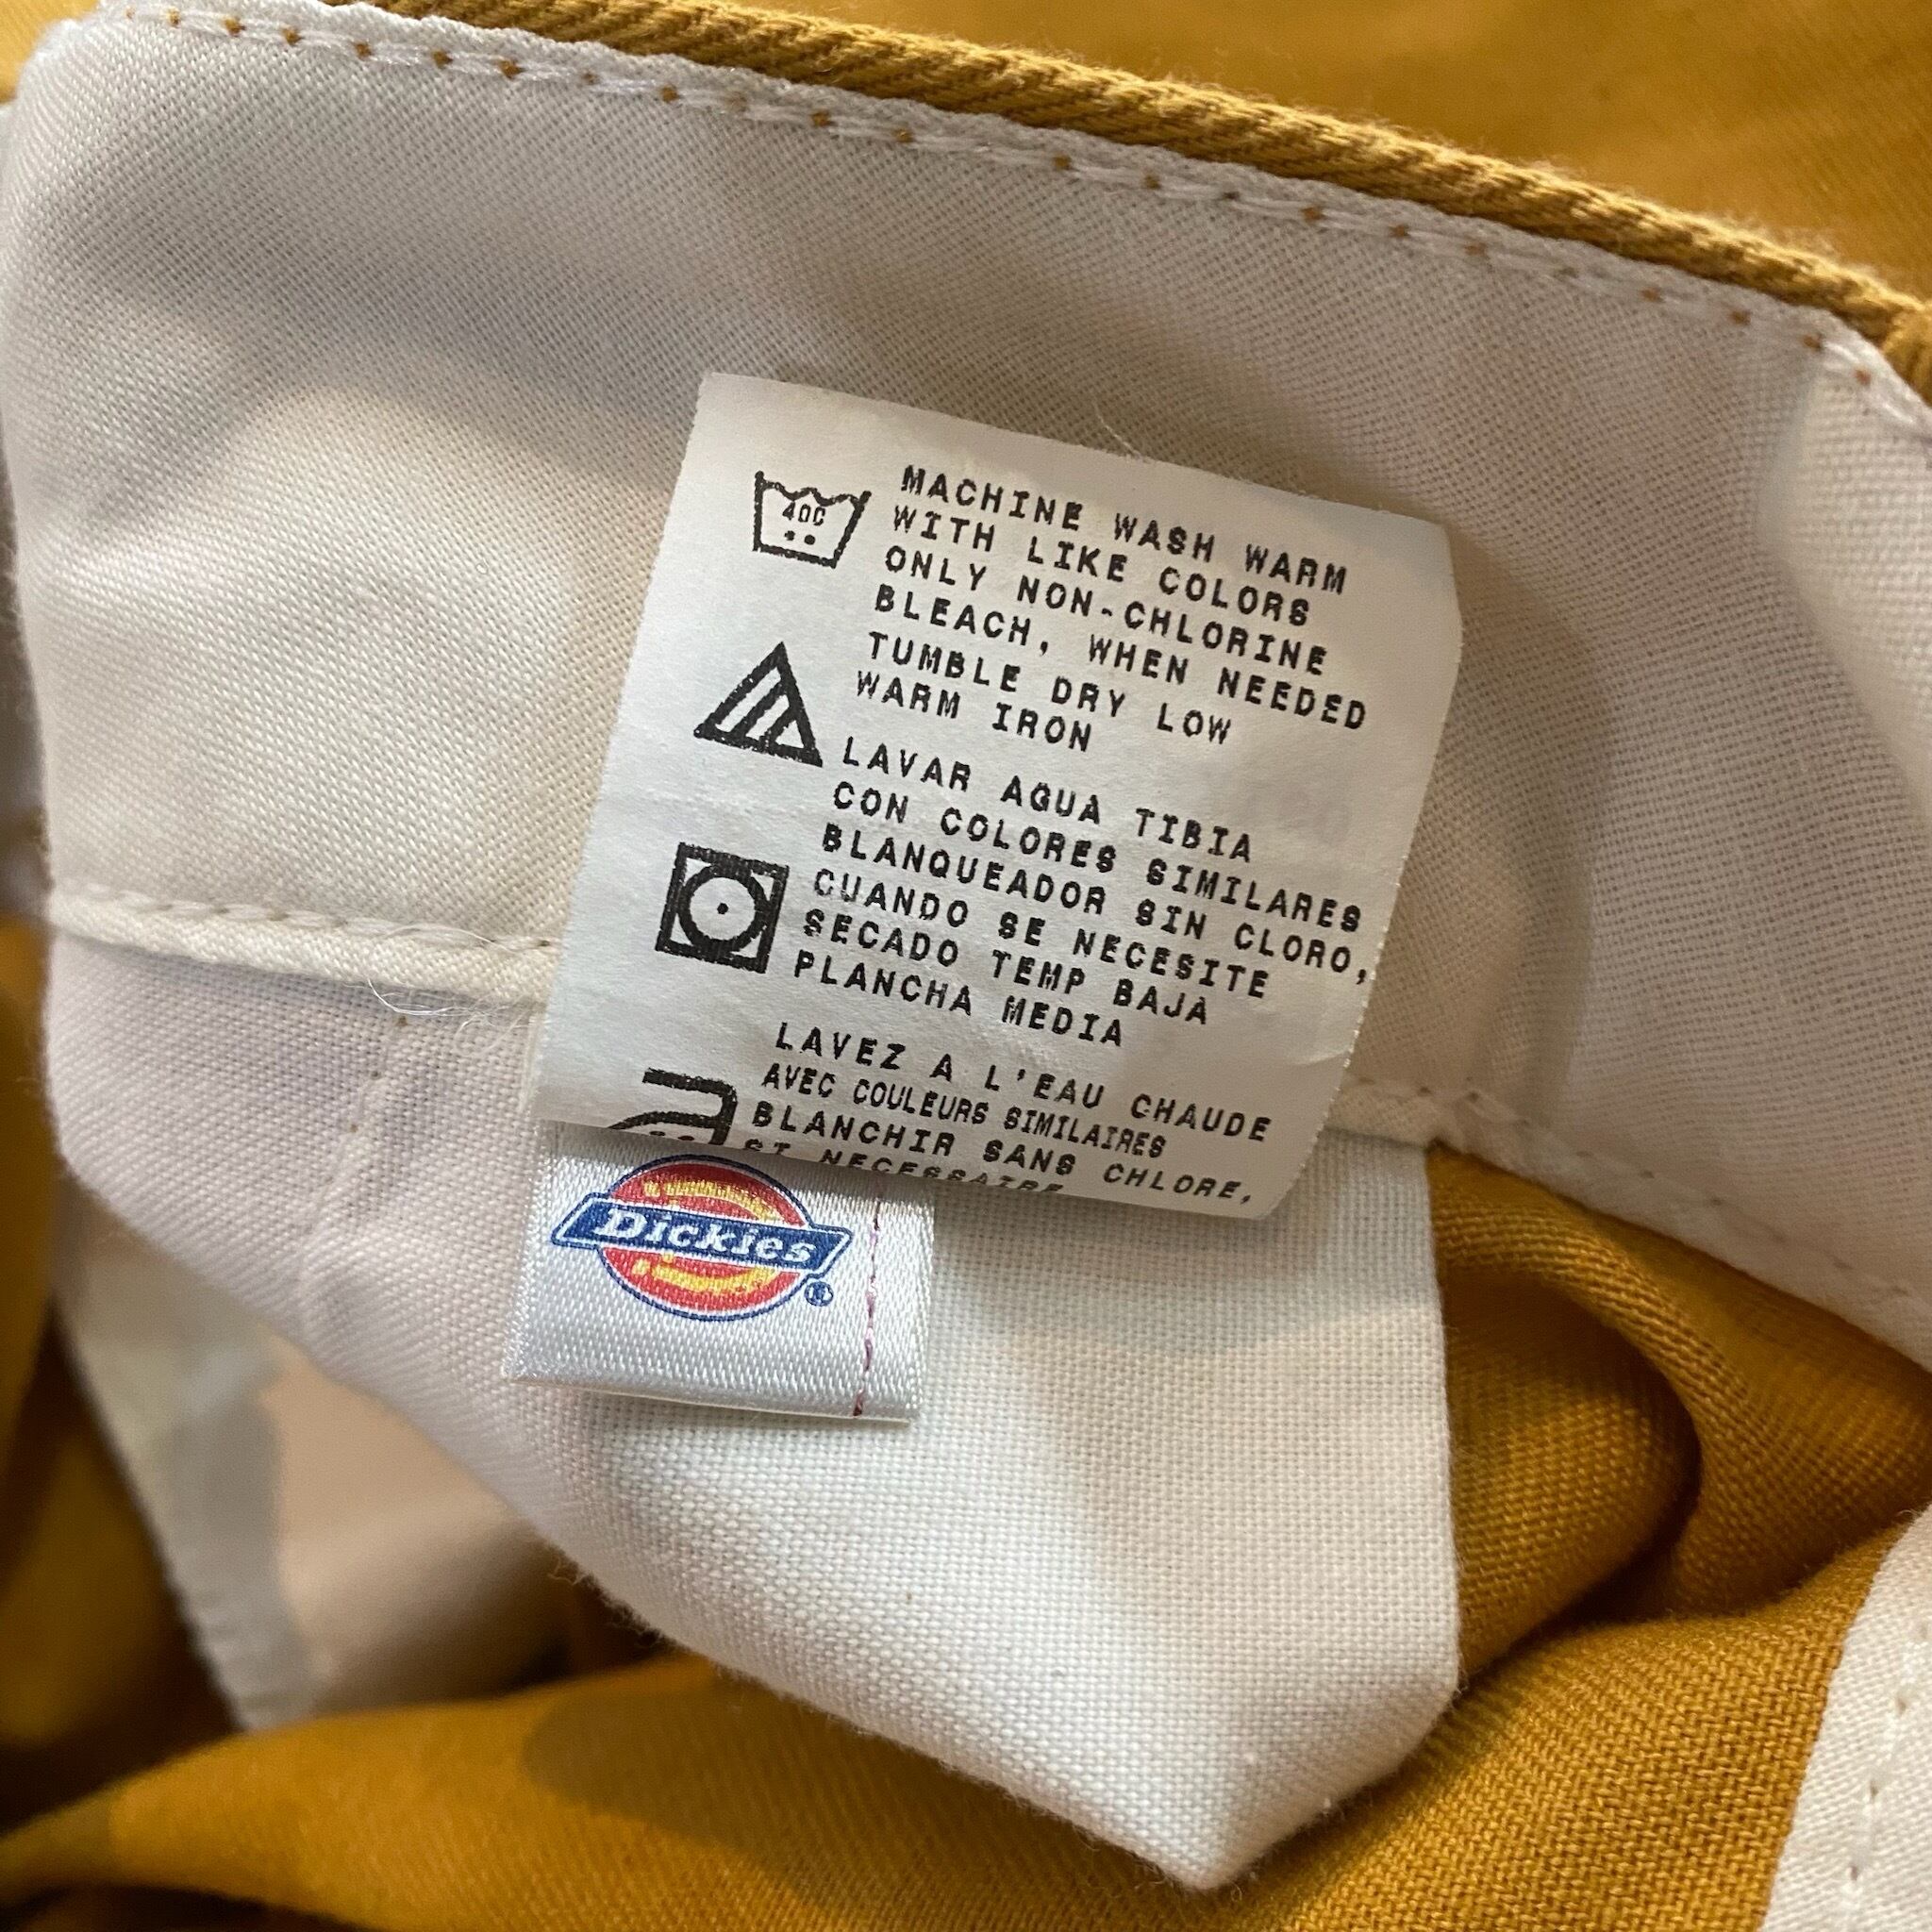 40C
MACHINE WASH WARM
WITH LIKE COLORS
ONLY NON-CHLORINE
BLEACH, WHEN NEEDED
TUMBLE DRY LOW
WARM IRON
LAVAR AGUA TIBIA
CON COLORES SIMILARES
BLANQUEADOR SIN CLORO,
CUANDO SE NECESITE
SECADO TEMP BAJA
PLANCHA MEDIA
LAVEZ A L'EAU CHAUDE
AVEC COULEURS SIMILAIRES
BLANCHIR SANS CHLORE,
SI NECESSAIRE
Dickies®